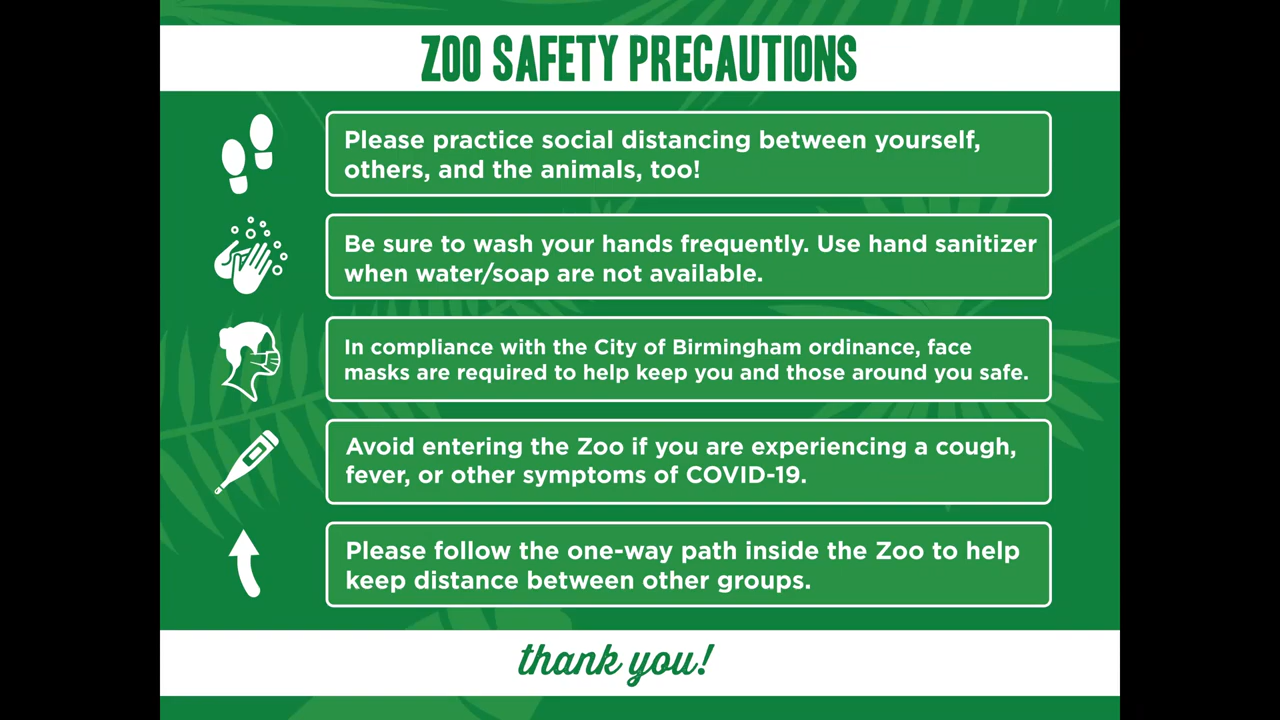 ZOO SAFETY PRECAUTIONS
Please practice social distancing between yourself,
others, and the animals, too!
Be sure to wash your hands frequently. Use hand sanitizer
when water/soap are not available.
In compliance with the City of Birmingham ordinance, face
masks are required to help keep you and those around you safe.
Avoid entering the Zoo if you are experiencing a cough,
fever, or other symptoms of COVID-19.
Please follow the one-way path inside the Zoo to help
keep distance between other groups.
thank you!